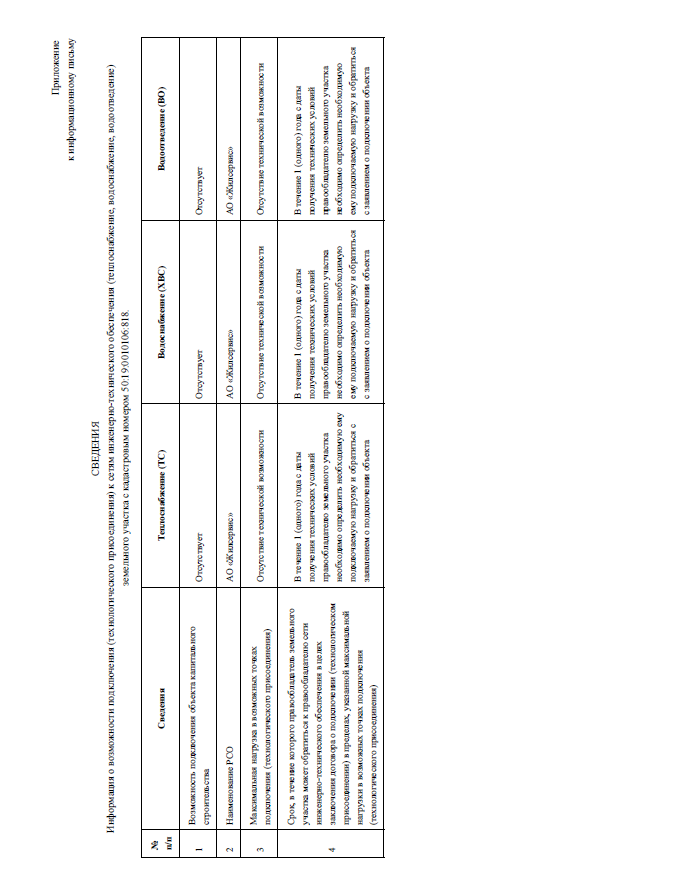 Приложение
к информационному письму
СВЕДЕНИЯ
Информация о возможности подключения (технологического присоединения) к сетям инженерно-технического обеспечения (теплоснабжение, водоснабжение, водоотведение)
земельного участка с кадастровым номером 50:19:0010106:818.
№
п/п
Сведения
Теплоснабжение (ТС)
Водоснабжение (ХВС)
Водоотведение (ВО)
1
Возможность подключения объекта капитального
строительства
Отсутствует
Отсутствует
Отсутствует
2
Наименование РСО
АО «Жилсервис»
АО «Жилсервис»
АО «Жилсервис»
3
Максимальная нагрузка в возможных точках
подключения (технологического присоединения)
Отсутствие технической возможности
Отсутствие технической возможности
Отсутствие технической возможности
4
Срок, в течение которого правообладатель земельного
участка может обратиться к правообладателю сети
инженерно-технического обеспечения в целях
заключения договора о подключении (технологическом
присоединении) в пределах, указанной максимальной
нагрузки в возможных точках подключения
(технологического присоединения)
В течение 1 (одного) года с даты
получения технических условий
правообладателю земельного участка
необходимо определить необходимую ему
подключаемую нагрузку и обратиться с
заявлением о подключении объекта
В течение 1 (одного) года с даты
получения технических условий
правообладателю земельного участка
необходимо определить необходимую
ему подключаемую нагрузку и обратиться
с заявлением о подключении объекта
В течение 1 (одного) года с даты
получения технических условий
правообладателю земельного участка
необходимо определить необходимую
ему подключаемую нагрузку и обратиться
с заявлением о подключении объекта